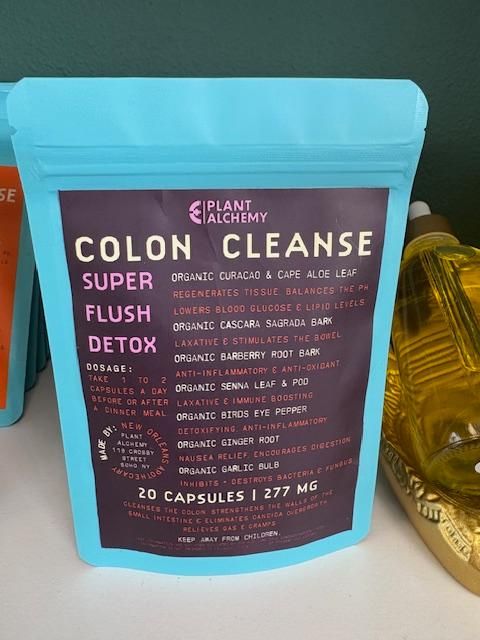 PLANT
ALCHEMY
COLON CLEANSE
SUPER
FLUSH
DETOX
DOSAGE:
TAKE 1 TO 2
CAPSULES A DAY
BEFORE OR AFTER
A DINNER MEAL
MADE BY: NEW ORLEANS APOTHECARY
PLANT
ALCHEMY
119 CROSBY
STREET
SOHO NY
ORGANIC CURACAO & CAPE ALOE LEAF
REGENERATES TISSUE, BALANCES THE PH
LOWERS BLOOD GLUCOSE & LIPID LEVELS
ORGANIC CASCARA SAGRADA BARK
LAXATIVE & STIMULATES THE BOWEL
ORGANIC BARBERRY ROOT BARK
ANTI-INFLAMMATORY & ANTI-OXIDANT
ORGANIC SENNA LEAF & POD
LAXATIVE & IMMUNE BOOSTING
ORGANIC BIRDS EYE PEPPER
DETOXIFYING, ANTI-INFLAMMATORY
ORGANIC GINGER ROOT
NAUSEA RELIEF, ENCOURAGES DIGESTION
ORGANIC GARLIC BULB
INHIBITS + DESTROYS BACTERIA & FUNGUS
20 CAPSULES | 277 MG
CLEANSES THE COLON, STRENGTHENS THE WALLS OF THE
SMALL INTESTINE & ELIMINATES CANDIDA OVERGROWTH.
RELIEVES GAS & CRAMPS
KEEP AWAY FROM CHILDREN.
SE